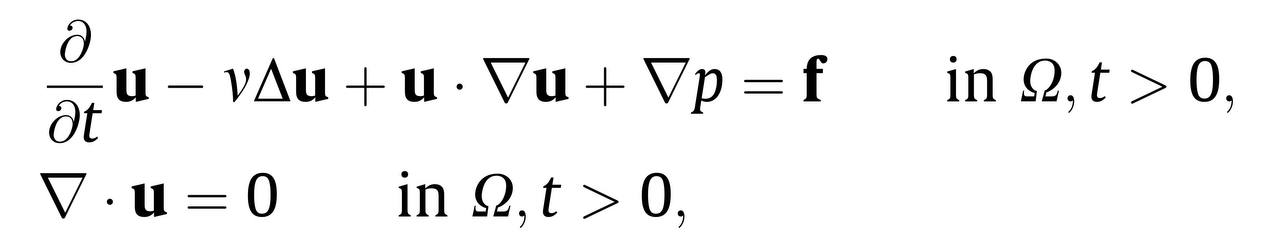 ∂/∂t 𝐮 − νΔ𝐮 + 𝐮 · ∇𝐮 + ∇p = 𝐟 in Ω, t > 0,
∇ · 𝐮 = 0 in Ω, t > 0,